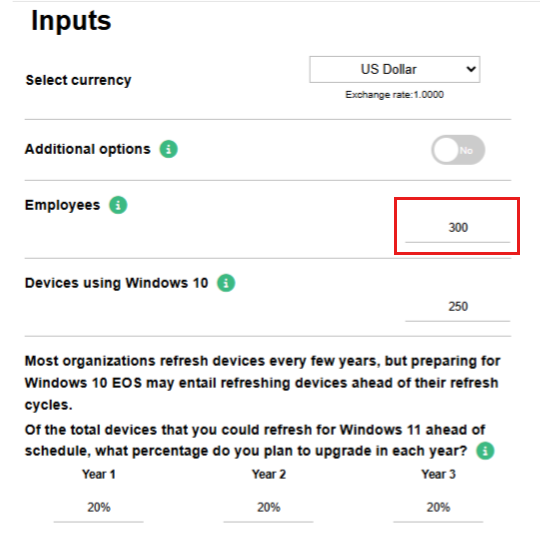 Inputs
Select currency
US Dollar
Exchange rate:1.0000
Additional options i
No
Employees i
300
Devices using Windows 10 i
250
Most organizations refresh devices every few years, but preparing for
Windows 10 EOS may entail refreshing devices ahead of their refresh
cycles.
Of the total devices that you could refresh for Windows 11 ahead of
schedule, what percentage do you plan to upgrade in each year? i
Year 1 Year 2 Year 3
20% 20% 20%